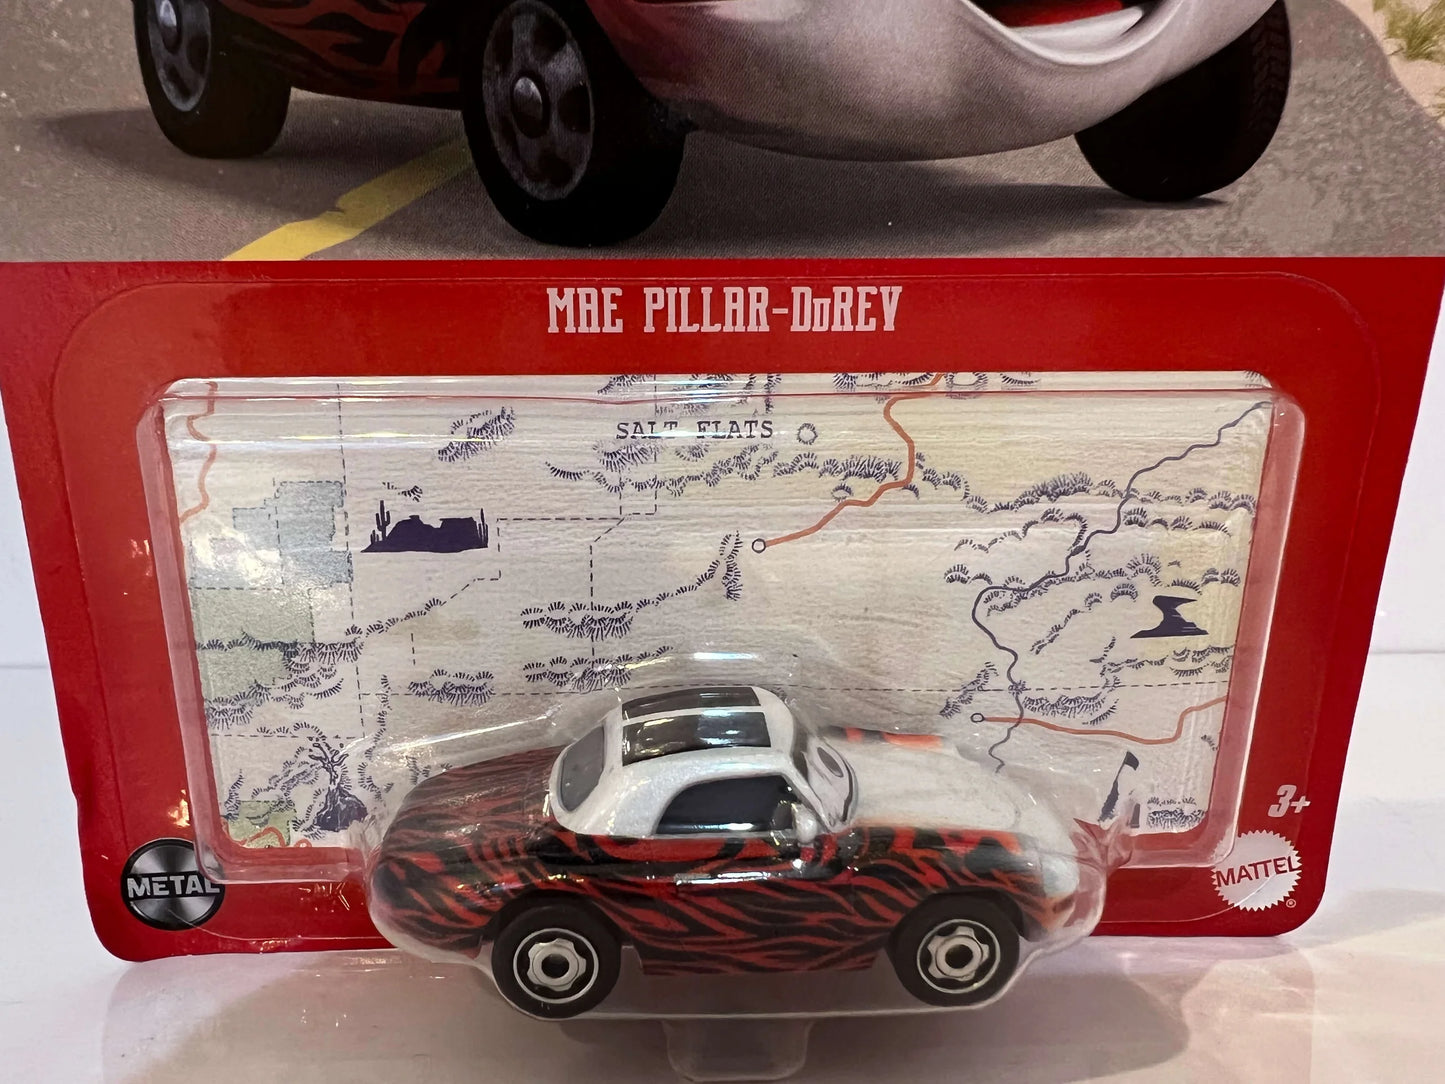 MAE PILLAR-DuREV
SALT FLATS
3+
METAL
MATTEL
®